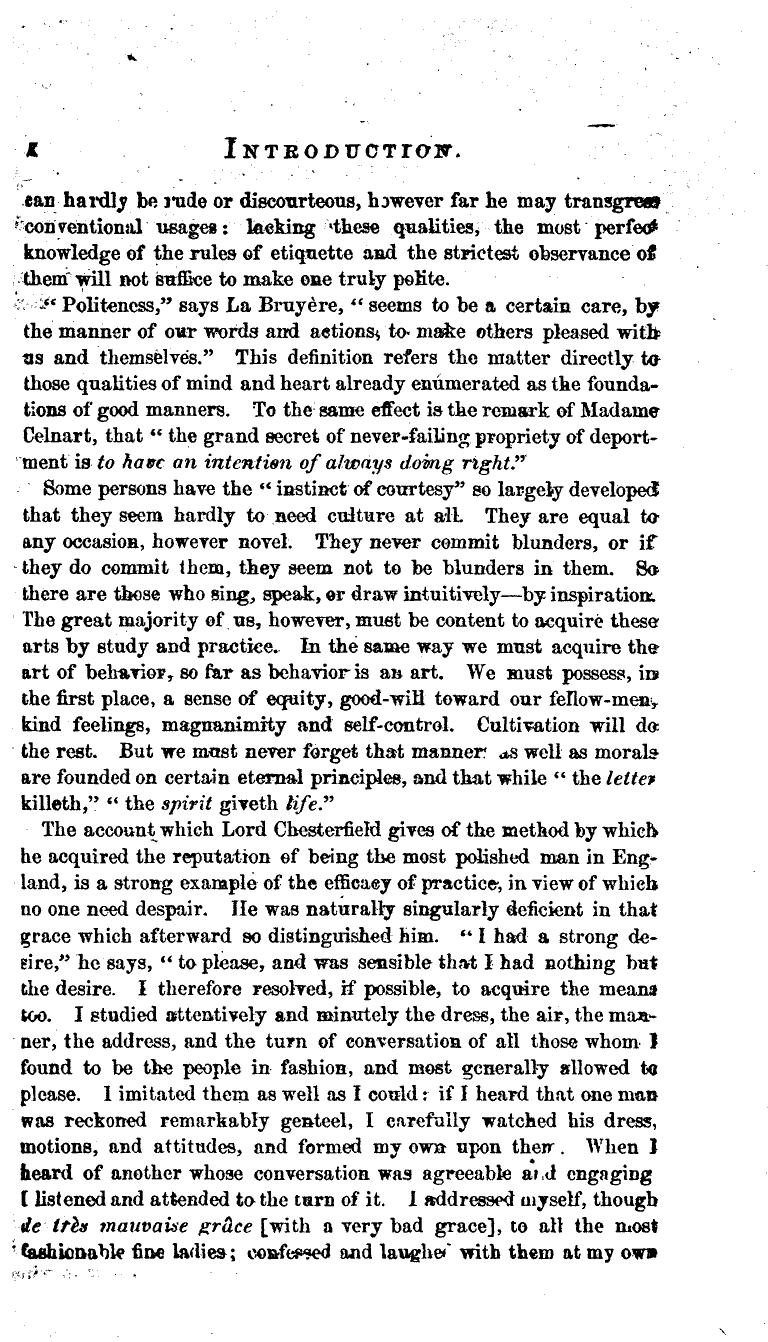 x INTRODUCTION.
can hardly be rude or discourteous, however far he may transgress
conventional usages: lacking these qualities, the most perfect
knowledge of the rules of etiquette and the strictest observance of
them will not suffice to make one truly polite.
“Politeness,” says La Bruyère, “seems to be a certain care, by
the manner of our words and actions, to make others pleased with
us and themselves.” This definition refers the matter directly to
those qualities of mind and heart already enumerated as the founda-
tions of good manners. To the same effect is the remark of Madame
Celnart, that “the grand secret of never-failing propriety of deport-
ment is to have an intention of always doing right.”
Some persons have the “instinct of courtesy” so largely developed
that they seem hardly to need culture at all. They are equal to
any occasion, however novel. They never commit blunders, or if
they do commit them, they seem not to be blunders in them. So
there are those who sing, speak, or draw intuitively—by inspiration.
The great majority of us, however, must be content to acquire these
arts by study and practice. In the same way we must acquire the
art of behavior, so far as behavior is an art. We must possess, in
the first place, a sense of equity, good-will toward our fellow-men,
kind feelings, magnanimity and self-control. Cultivation will do
the rest. But we must never forget that manners as well as morals
are founded on certain eternal principles, and that while “the letter
killeth,” “the spirit giveth life.”
The account which Lord Chesterfield gives of the method by which
he acquired the reputation of being the most polished man in Eng-
land, is a strong example of the efficacy of practice, in view of which
no one need despair. He was naturally singularly deficient in that
grace which afterward so distinguished him. “I had a strong de-
sire,” he says, “to please, and was sensible that I had nothing but
the desire. I therefore resolved, if possible, to acquire the means
too. I studied attentively and minutely the dress, the air, the man-
ner, the address, and the turn of conversation of all those whom I
found to be the people in fashion, and most generally allowed to
please. I imitated them as well as I could: if I heard that one man
was reckoned remarkably genteel, I carefully watched his dress,
motions, and attitudes, and formed my own upon them. When I
heard of another whose conversation was agreeable and engaging
I listened and attended to the turn of it. I addressed myself, though
de très mauvaise grâce [with a very bad grace], to all the most
fashionable fine ladies; confessed and laughed with them at my own